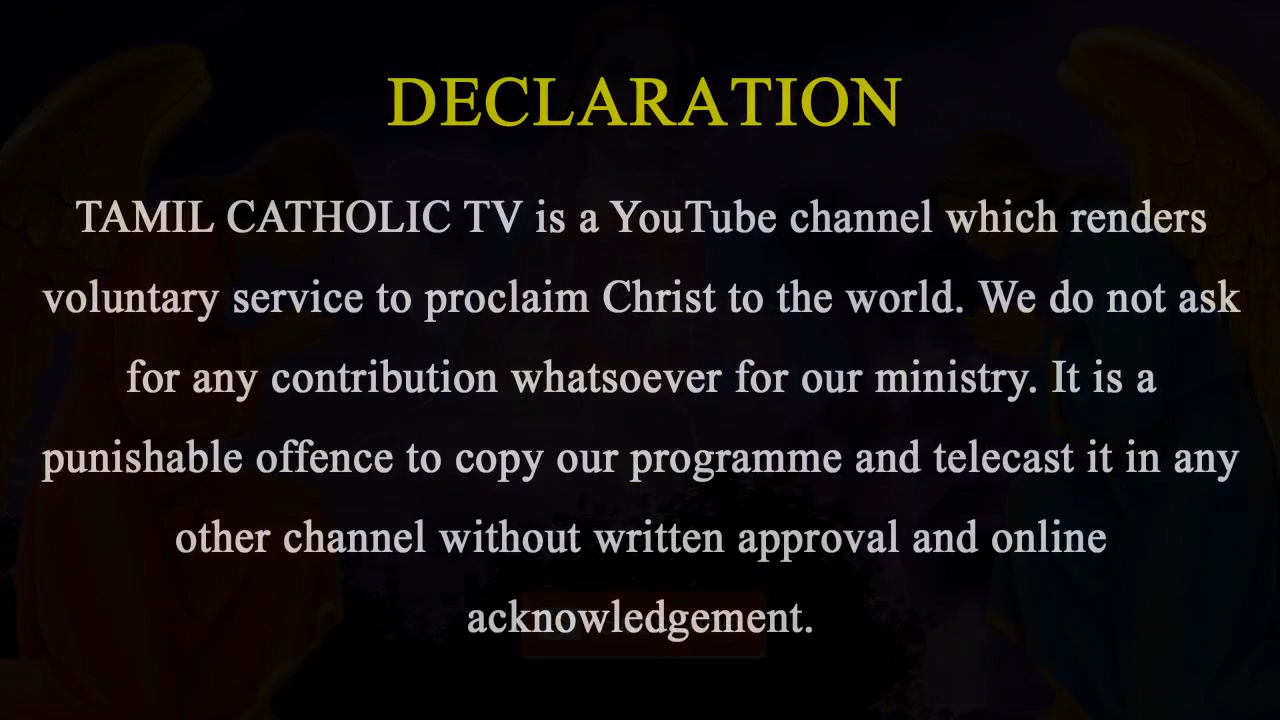 DECLARATION
TAMIL CATHOLIC TV is a YouTube channel which renders
voluntary service to proclaim Christ to the world. We do not ask
for any contribution whatsoever for our ministry. It is a
punishable offence to copy our programme and telecast it in any
other channel without written approval and online
acknowledgement.